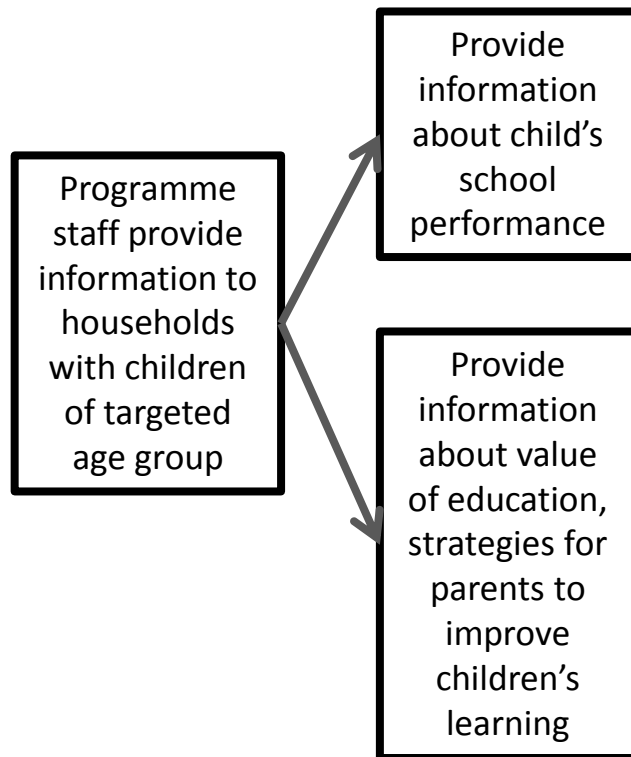 Programme
staff provide
information to
households
with children
of targeted
age group
Provide
information
about child’s
school
performance
Provide
information
about value
of education,
strategies for
parents to
improve
children’s
learning